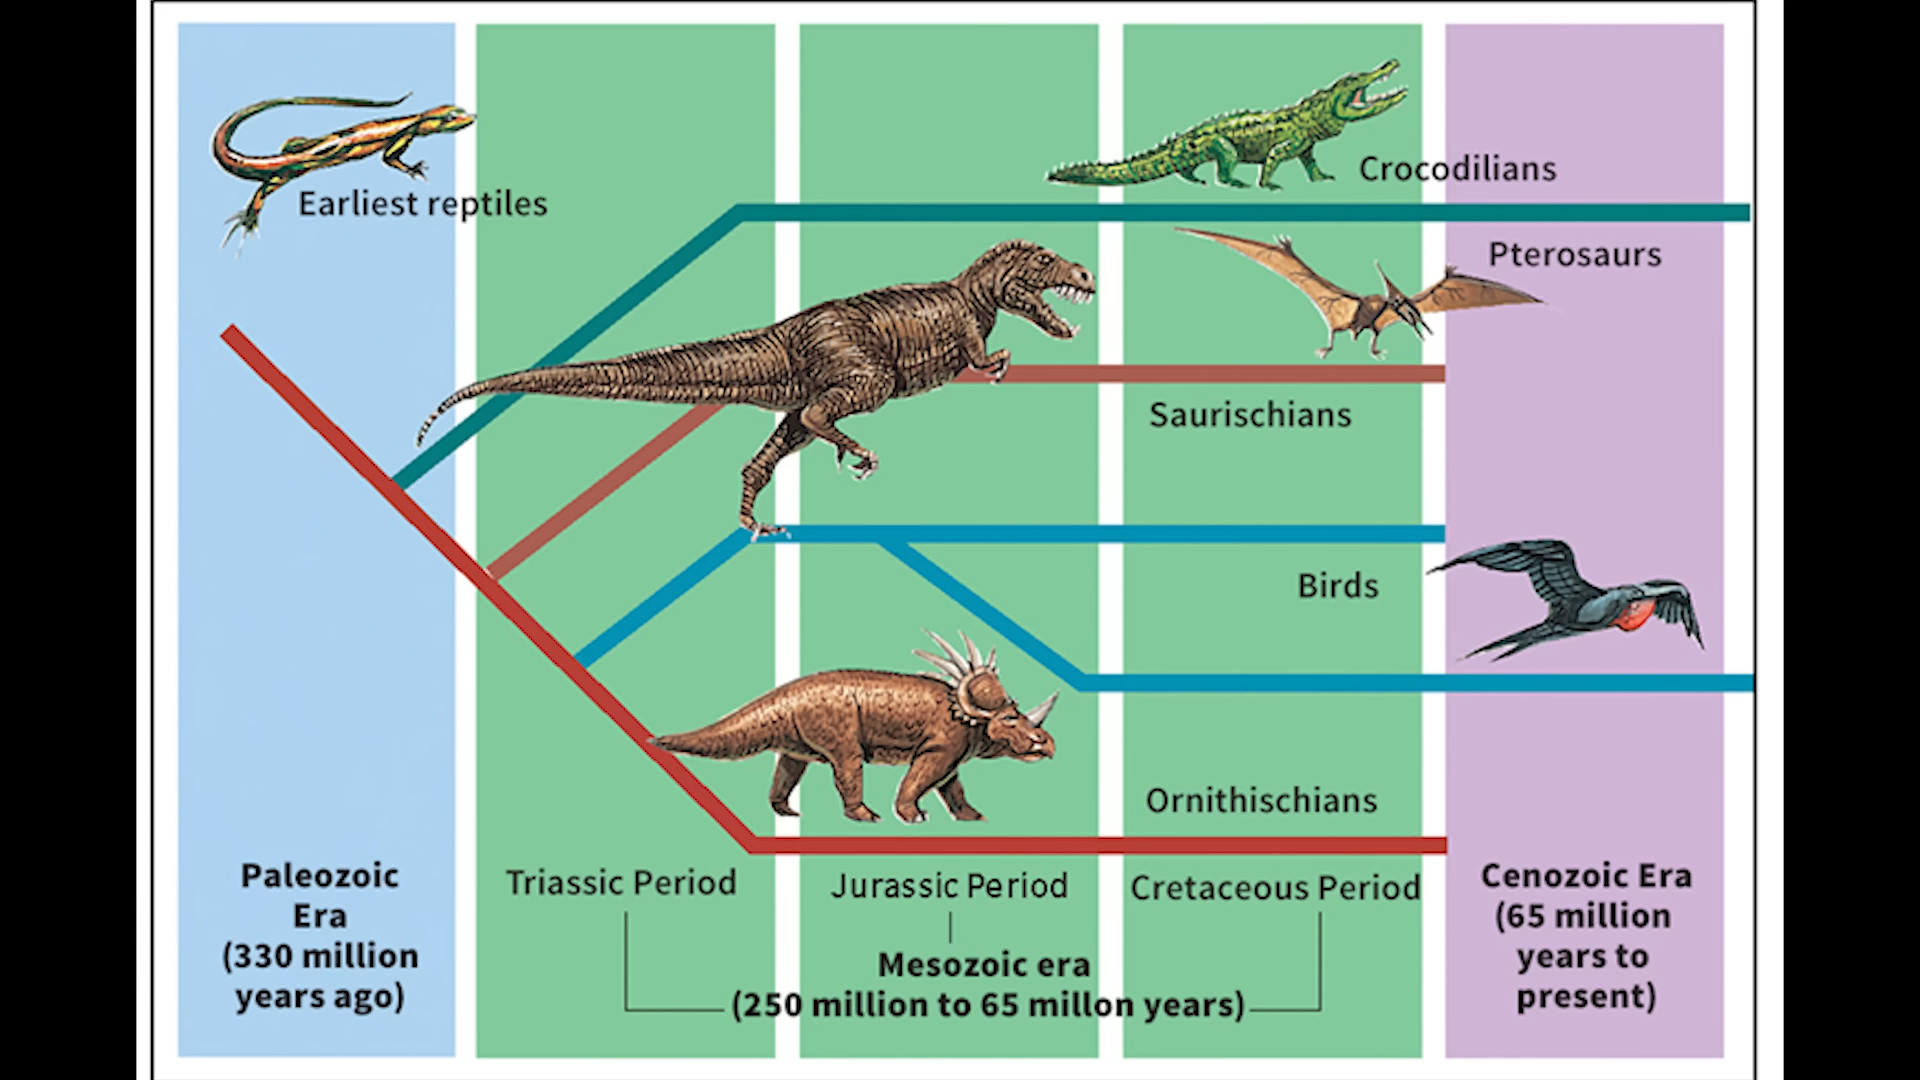 Earliest reptiles
Crocodilians
Pterosaurs
Saurischians
Birds
Ornithischians
Paleozoic
Era
(330 million
years ago)
Triassic Period
Jurassic Period
Cretaceous Period
Mesozoic era
(250 million to 65 millon years)
Cenozoic Era
(65 million
years to
present)